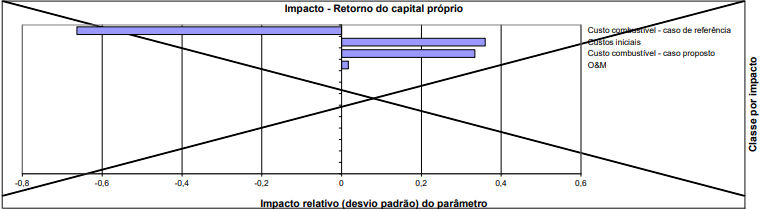 Impacto - Retorno do capital próprio
Custo combustível - caso de referência
Custos iniciais
Custo combustível - caso proposto
O&M
Classe por impacto
-0,8 -0,6 -0,4 -0,2 0 0,2 0,4 0,6
Impacto relativo (desvio padrão) do parâmetro